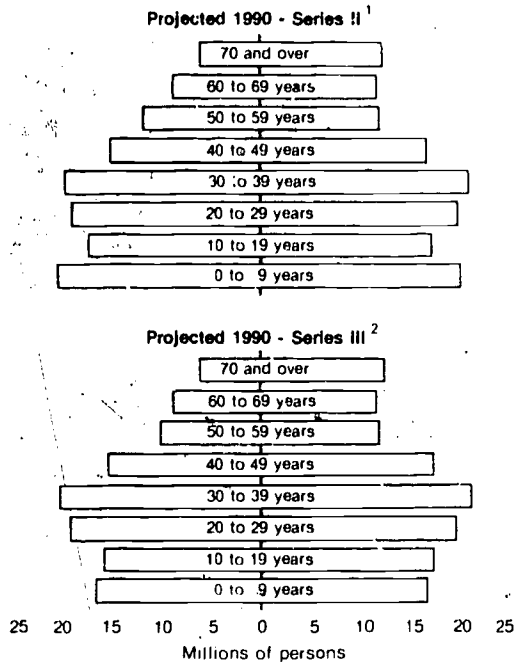 Projected 1990 - Series II 1
70 and over
60 to 69 years
50 to 59 years
40 to 49 years
30 to 39 years
20 to 29 years
10 to 19 years
0 to 9 years
Projected 1990 - Series III 2
70 and over
60 to 69 years
50 to 59 years
40 to 49 years
30 to 39 years
20 to 29 years
10 to 19 years
0 to 9 years
25 20 15 10 5 0 5 10 15 20 25
Millions of persons